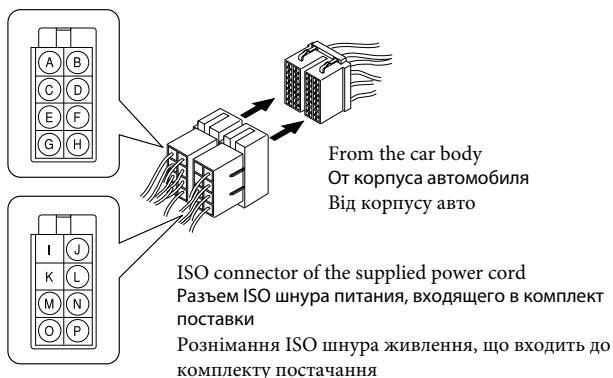 A B
C D
E F
G H
From the car body
От корпуса автомобиля
Від корпусу авто
I J
K L
M N
O P
ISO connector of the supplied power cord
Разъем ISO шнура питания, входящего в комплект
поставки
Рознімання ISO шнура живлення, що входить до
комплекту постачання